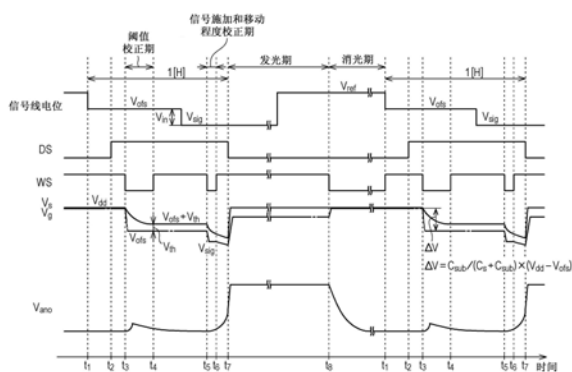 信号施加和移动
程度校正期
阈值
校正期
1[H]
发光期
消光期
1[H]
信号线电位
Vofs
Vin
Vsig
Vref
Vofs
Vsig
DS
WS
Vs
Vg
Vdd
Vofs+Vth
Vofs
Vth
Vsig
ΔV
ΔV=Csub/(Cs+Csub)×(Vdd−Vofs)
Vano
t1 t2 t3 t4 t5 t6 t7 t8 t1 t2 t3 t4 t5 t6 t7 时间